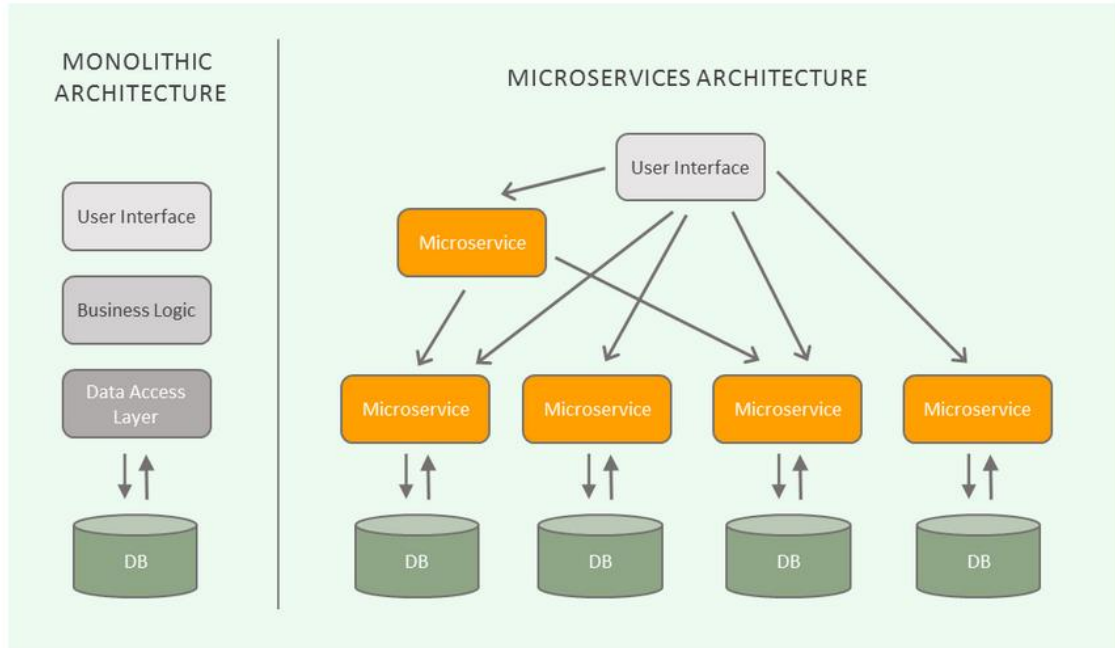 MONOLITHIC
ARCHITECTURE
User Interface
Business Logic
Data Access
Layer
DB
MICROSERVICES ARCHITECTURE
User Interface
Microservice
Microservice
Microservice
Microservice
Microservice
DB
DB
DB
DB